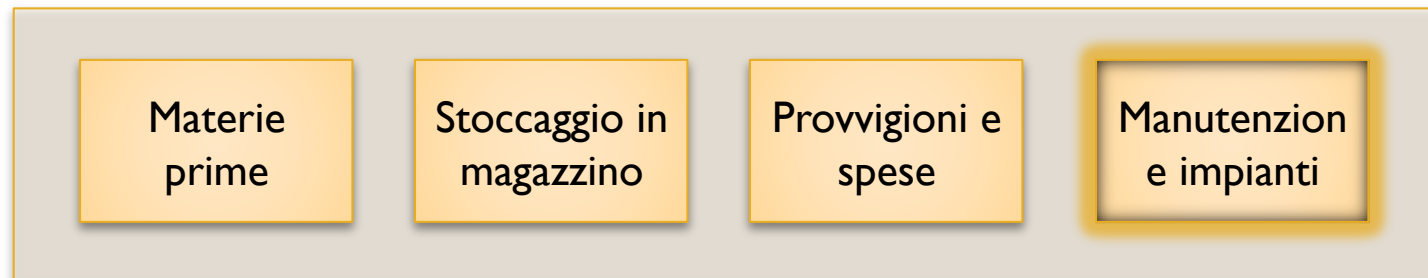 Materie
prime
Stoccaggio in
magazzino
Provvigioni e
spese
Manutenzion
e impianti